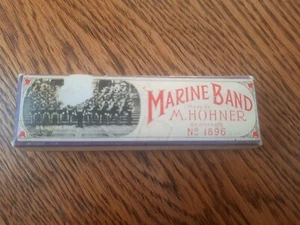 MARINE BAND
M. HOHNER
No 1896